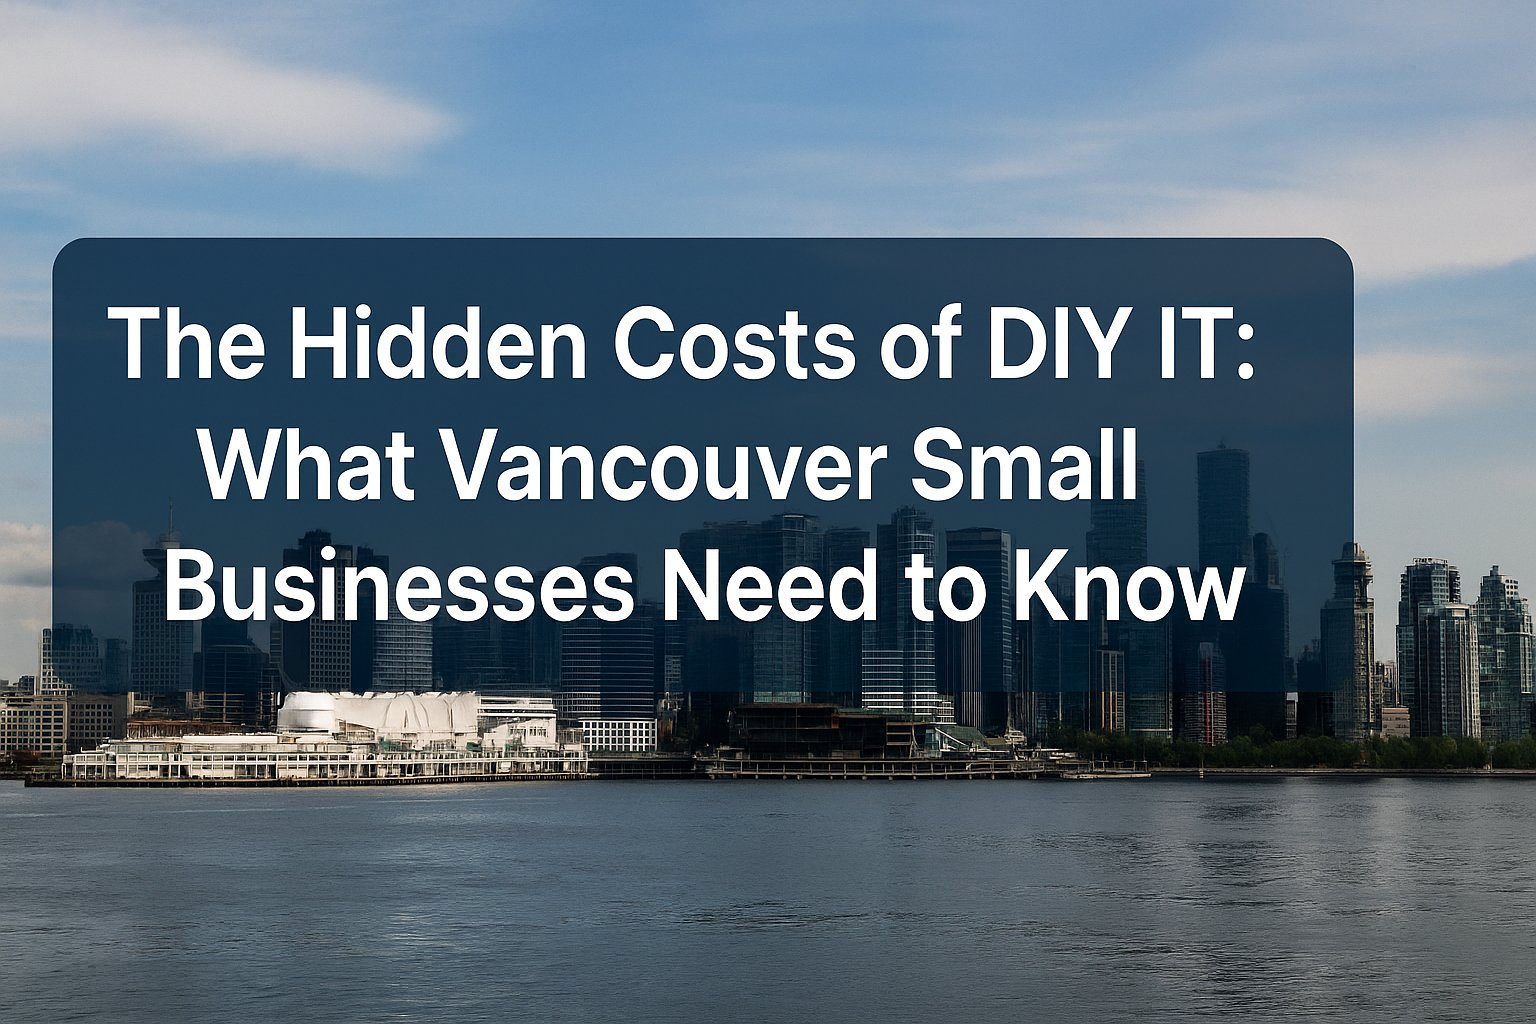 The Hidden Costs of DIY IT:
What Vancouver Small
Businesses Need to Know